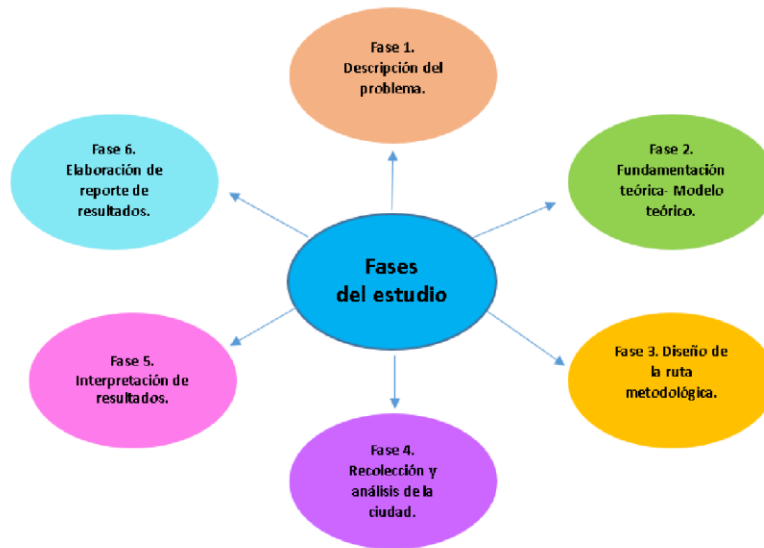 Fase 1.
Descripción del
problema.
Fase 6.
Elaboración de
reporte de
resultados.
Fase 2.
Fundamentación
teórica- Modelo
teórico.
Fases
del estudio
Fase 5.
Interpretación de
resultados.
Fase 3. Diseño de
la ruta
metodológica.
Fase 4.
Recolección y
análisis de la
ciudad.